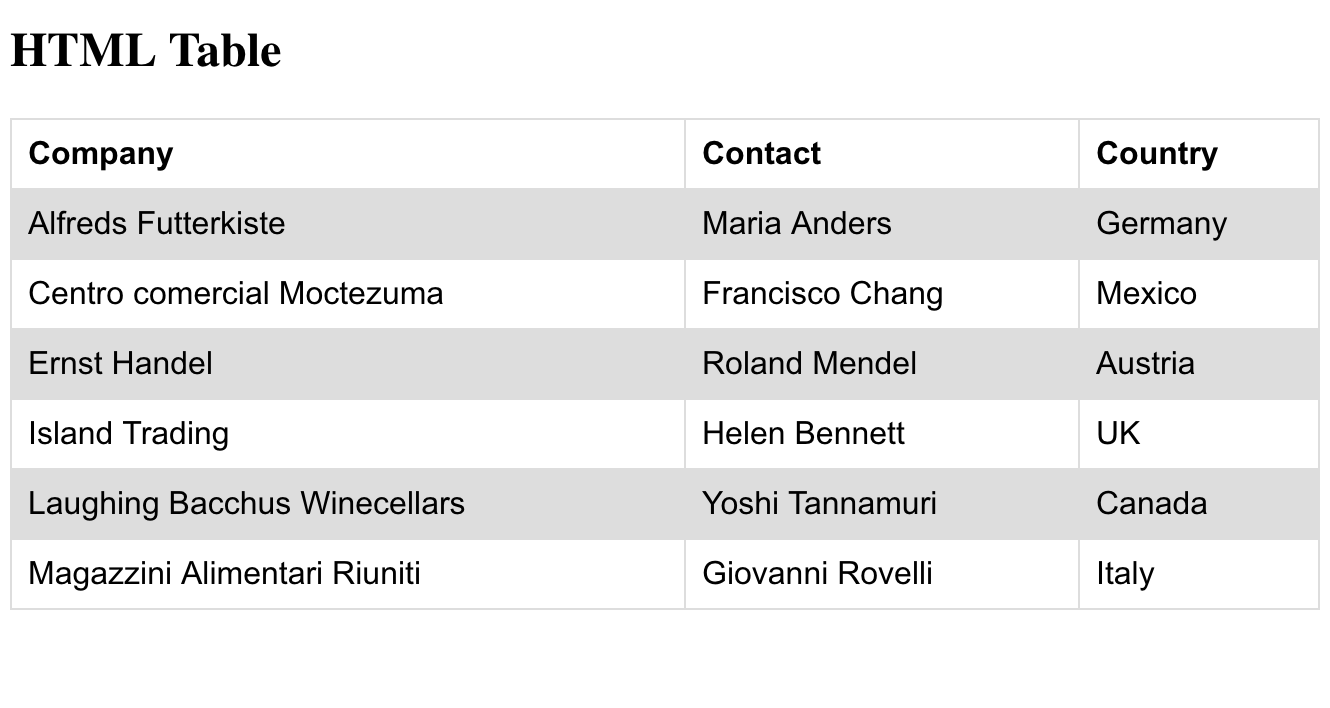 HTML Table
Company Contact Country
Alfreds Futterkiste Maria Anders Germany
Centro comercial Moctezuma Francisco Chang Mexico
Ernst Handel Roland Mendel Austria
Island Trading Helen Bennett UK
Laughing Bacchus Winecellars Yoshi Tannamuri Canada
Magazzini Alimentari Riuniti Giovanni Rovelli Italy